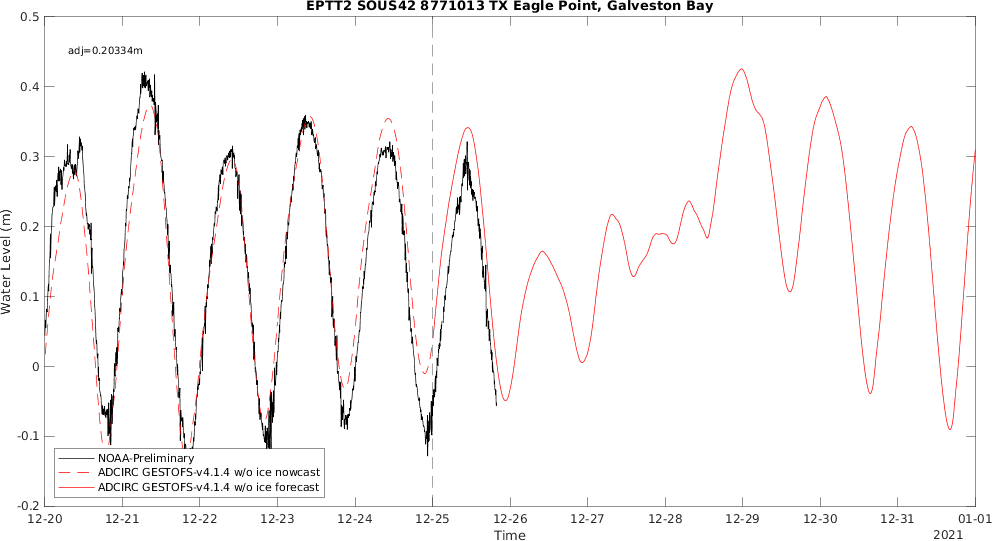 EPTT2 SOUS42 8771013 TX Eagle Point, Galveston Bay
adj=0.20334m
Water Level (m)
0.5
0.4
0.3
0.2
0.1
0
-0.1
-0.2
NOAA-Preliminary
ADCIRC GESTOFS-v4.1.4 w/o ice nowcast
ADCIRC GESTOFS-v4.1.4 w/o ice forecast
12-20 12-21 12-22 12-23 12-24 12-25 12-26 12-27 12-28 12-29 12-30 12-31 01-01
Time
2021